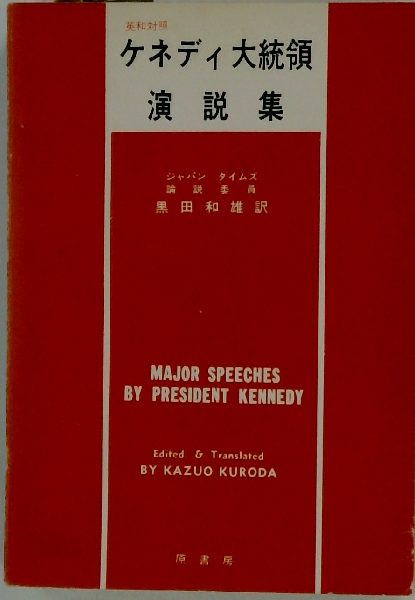 英和対照
ケネディ大統領
演説集
ジャパン タイムズ
論説委員
黒田和雄訳
MAJOR SPEECHES
BY PRESIDENT KENNEDY
Edited & Translated
BY KAZUO KURODA
原書房